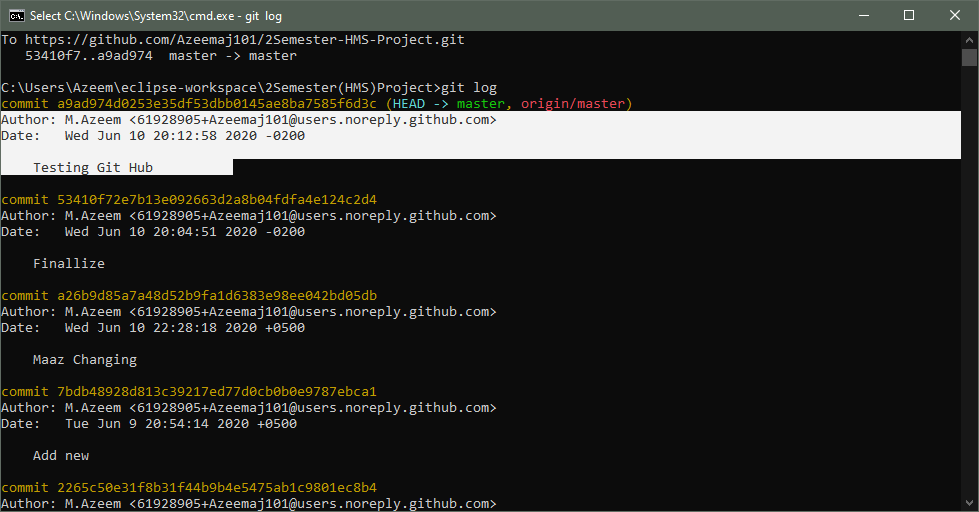 Select C:\Windows\System32\cmd.exe - git log
To https://github.com/Azeemaj101/2Semester-HMS-Project.git
   53410f7..a9ad974  master -> master
C:\Users\Azeem\eclipse-workspace\2Semester(HMS)Project>git log
commit a9ad974d0253e35df53dbb0145ae8ba7585f6d3c (HEAD -> master, origin/master)
Author: M.Azeem <61928905+Azeemaj101@users.noreply.github.com>
Date:   Wed Jun 10 20:12:58 2020 -0200
    Testing Git Hub
commit 53410f72e7b13e092663d2a8b04fdfa4e124c2d4
Author: M.Azeem <61928905+Azeemaj101@users.noreply.github.com>
Date:   Wed Jun 10 20:04:51 2020 -0200
    Finallize
commit a26b9d85a7a48d52b9fa1d6383e98ee042bd05db
Author: M.Azeem <61928905+Azeemaj101@users.noreply.github.com>
Date:   Wed Jun 10 22:28:18 2020 +0500
    Maaz Changing
commit 7bdb48928d813c39217ed77d0cb0b0e9787ebca1
Author: M.Azeem <61928905+Azeemaj101@users.noreply.github.com>
Date:   Tue Jun 9 20:54:14 2020 +0500
    Add new
commit 2265c50e31f8b31f44b9b4e5475ab1c9801ec8b4
Author: M.Azeem <61928905+Azeemaj101@users.noreply.github.com>